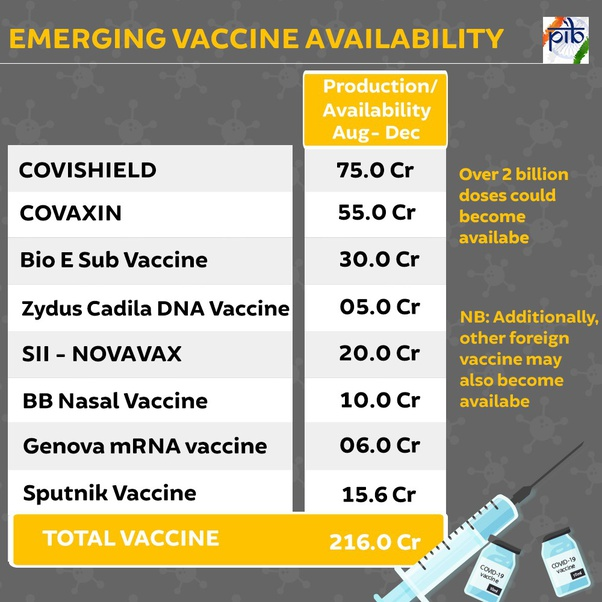 EMERGING VACCINE AVAILABILITY
pib
Production/
Availability
Aug- Dec
COVISHIELD 75.0 Cr
COVAXIN 55.0 Cr
Bio E Sub Vaccine 30.0 Cr
Zydus Cadila DNA Vaccine 05.0 Cr
SII - NOVAVAX 20.0 Cr
BB Nasal Vaccine 10.0 Cr
Genova mRNA vaccine 06.0 Cr
Sputnik Vaccine 15.6 Cr
TOTAL VACCINE 216.0 Cr
Over 2 billion
doses could
become
availabe
NB: Additionally,
other foreign
vaccine may
also become
availabe
COVID-19
vaccine
COVID-19
vaccine